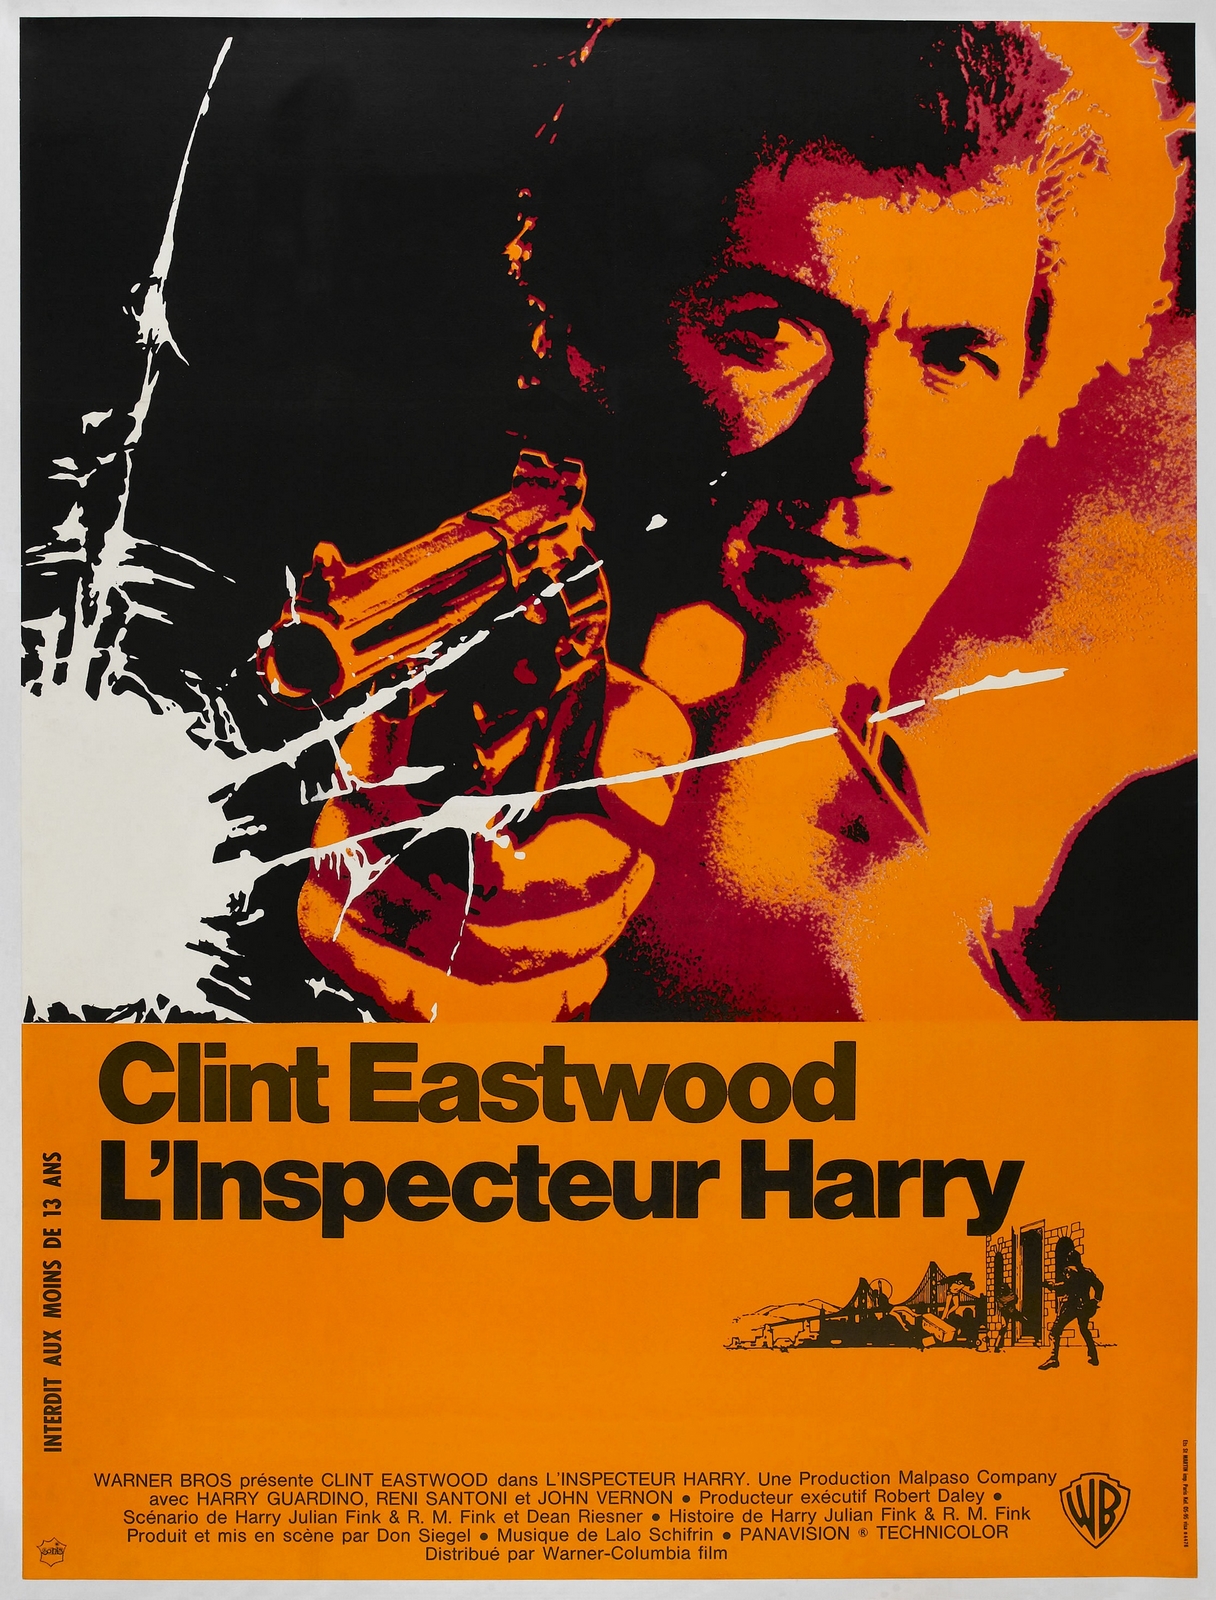 Clint Eastwood
L'Inspecteur Harry
INTERDIT AUX MOINS DE 13 ANS
WARNER BROS présente CLINT EASTWOOD dans L'INSPECTEUR HARRY. Une Production Malpaso Company
avec HARRY GUARDINO, RENI SANTONI et JOHN VERNON • Producteur exécutif Robert Daley •
Scénario de Harry Julian Fink & R. M. Fink et Dean Riesner • Histoire de Harry Julian Fink & R. M. Fink
Produit et mis en scène par Don Siegel • Musique de Lalo Schifrin • PANAVISION ® TECHNICOLOR
Distribué par Warner-Columbia film
WB